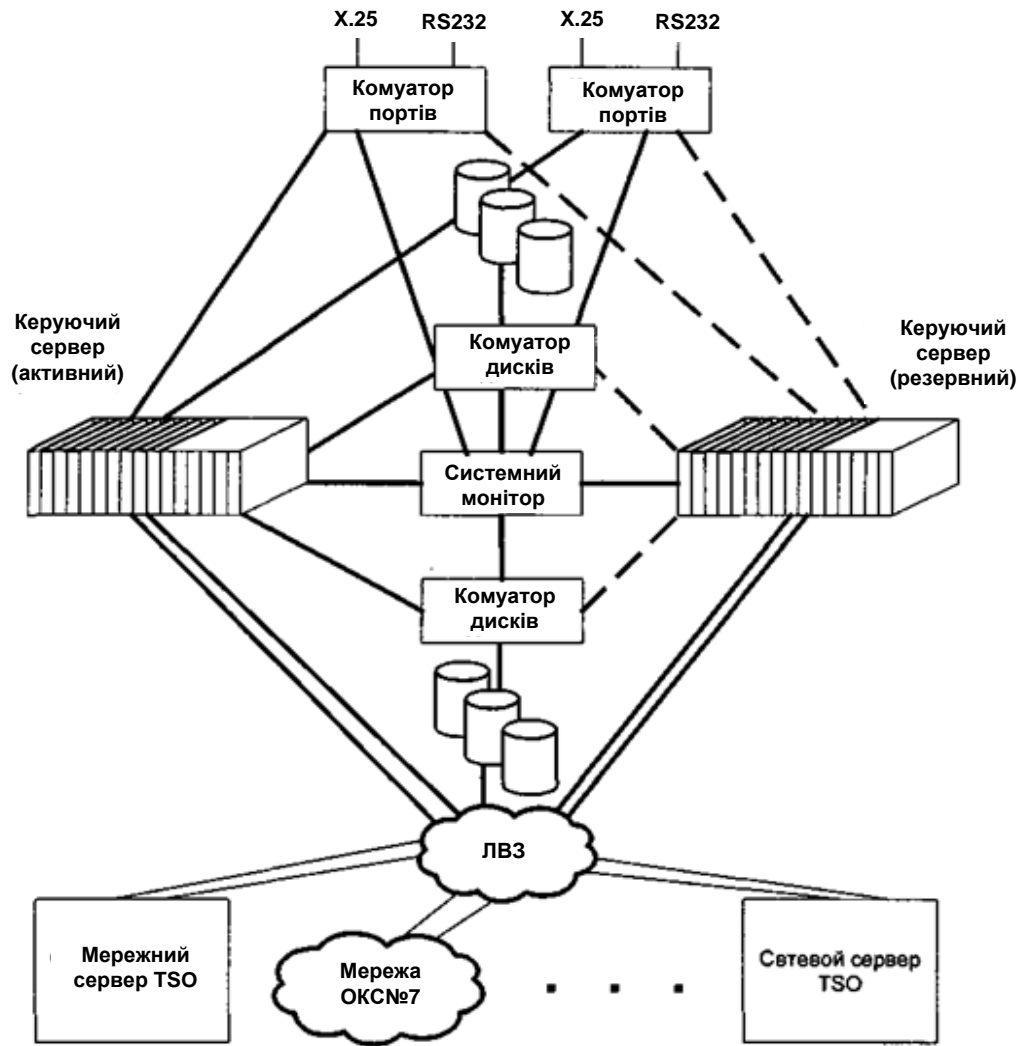 X.25
RS232
X.25
RS232
Комуатор
портів
Комуатор
портів
Керуючий
сервер
(активний)
Комуатор
дисків
Керуючий
сервер
(резервний)
Системний
монітор
Комуатор
дисків
ЛВЗ
Мережний
сервер TSO
Мережа
ОКС№7
Сетевой сервер
TSO